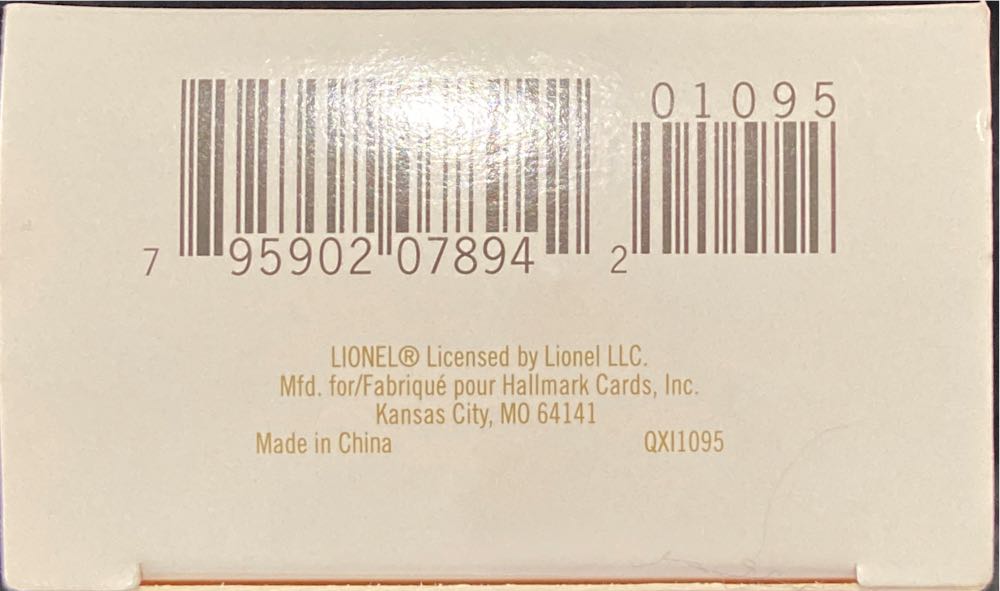 01095
7 95902 07894 2
LIONEL® Licensed by Lionel LLC.
Mfd. for/Fabriqué pour Hallmark Cards, Inc.
Kansas City, MO 64141
Made in China QXI1095